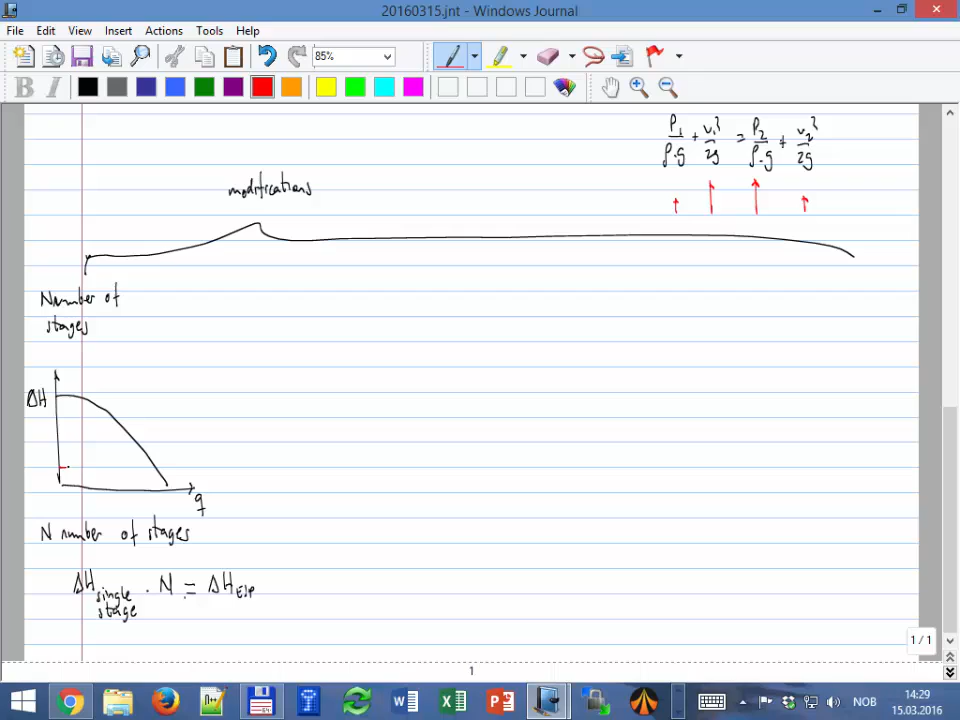 20160315.jnt - Windows Journal
File Edit View Insert Actions Tools Help
85%
B I
P1/ρ·g + v1²/2g = P2/ρ·g + v2²/2g
modifications
Number of
stages
ΔH
q
N number of stages
ΔH single stage · N = ΔH ESP
1 / 1
1
NOB
14:29
15.03.2016